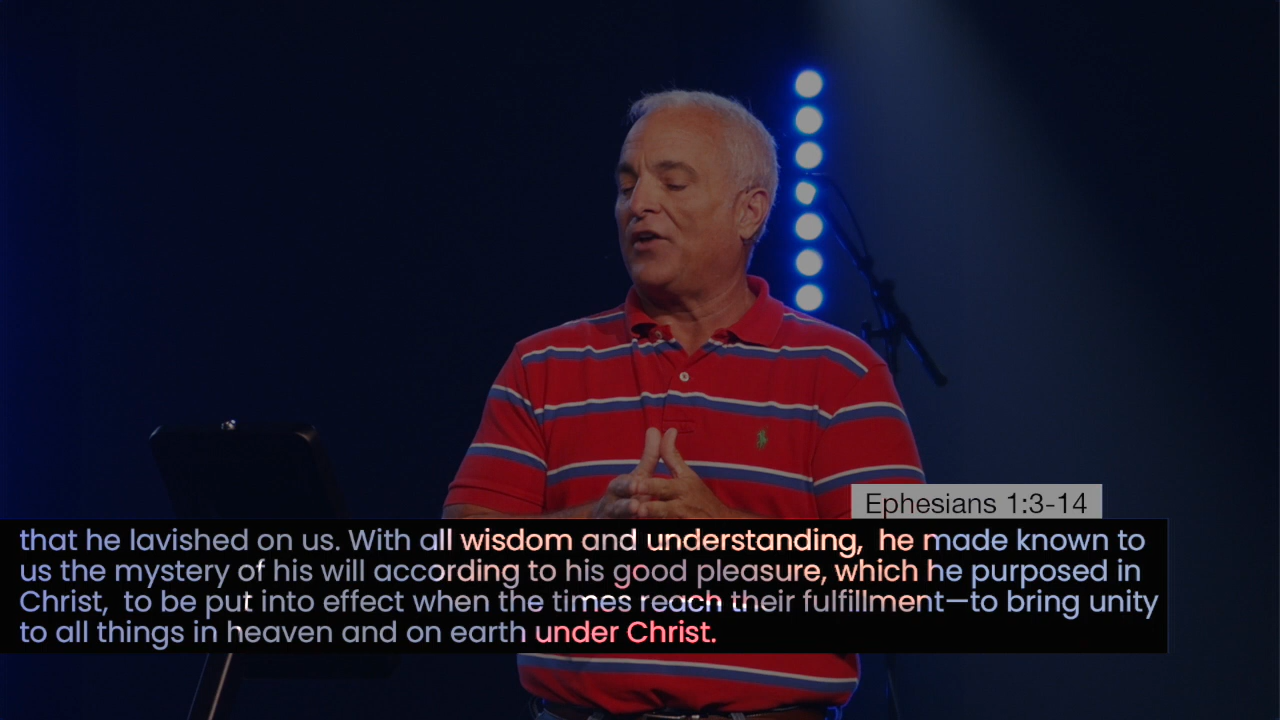 Ephesians 1:3-14
that he lavished on us. With all wisdom and understanding,  he made known to
us the mystery of his will according to his good pleasure, which he purposed in
Christ,  to be put into effect when the times reach their fulfillment—to bring unity
to all things in heaven and on earth under Christ.